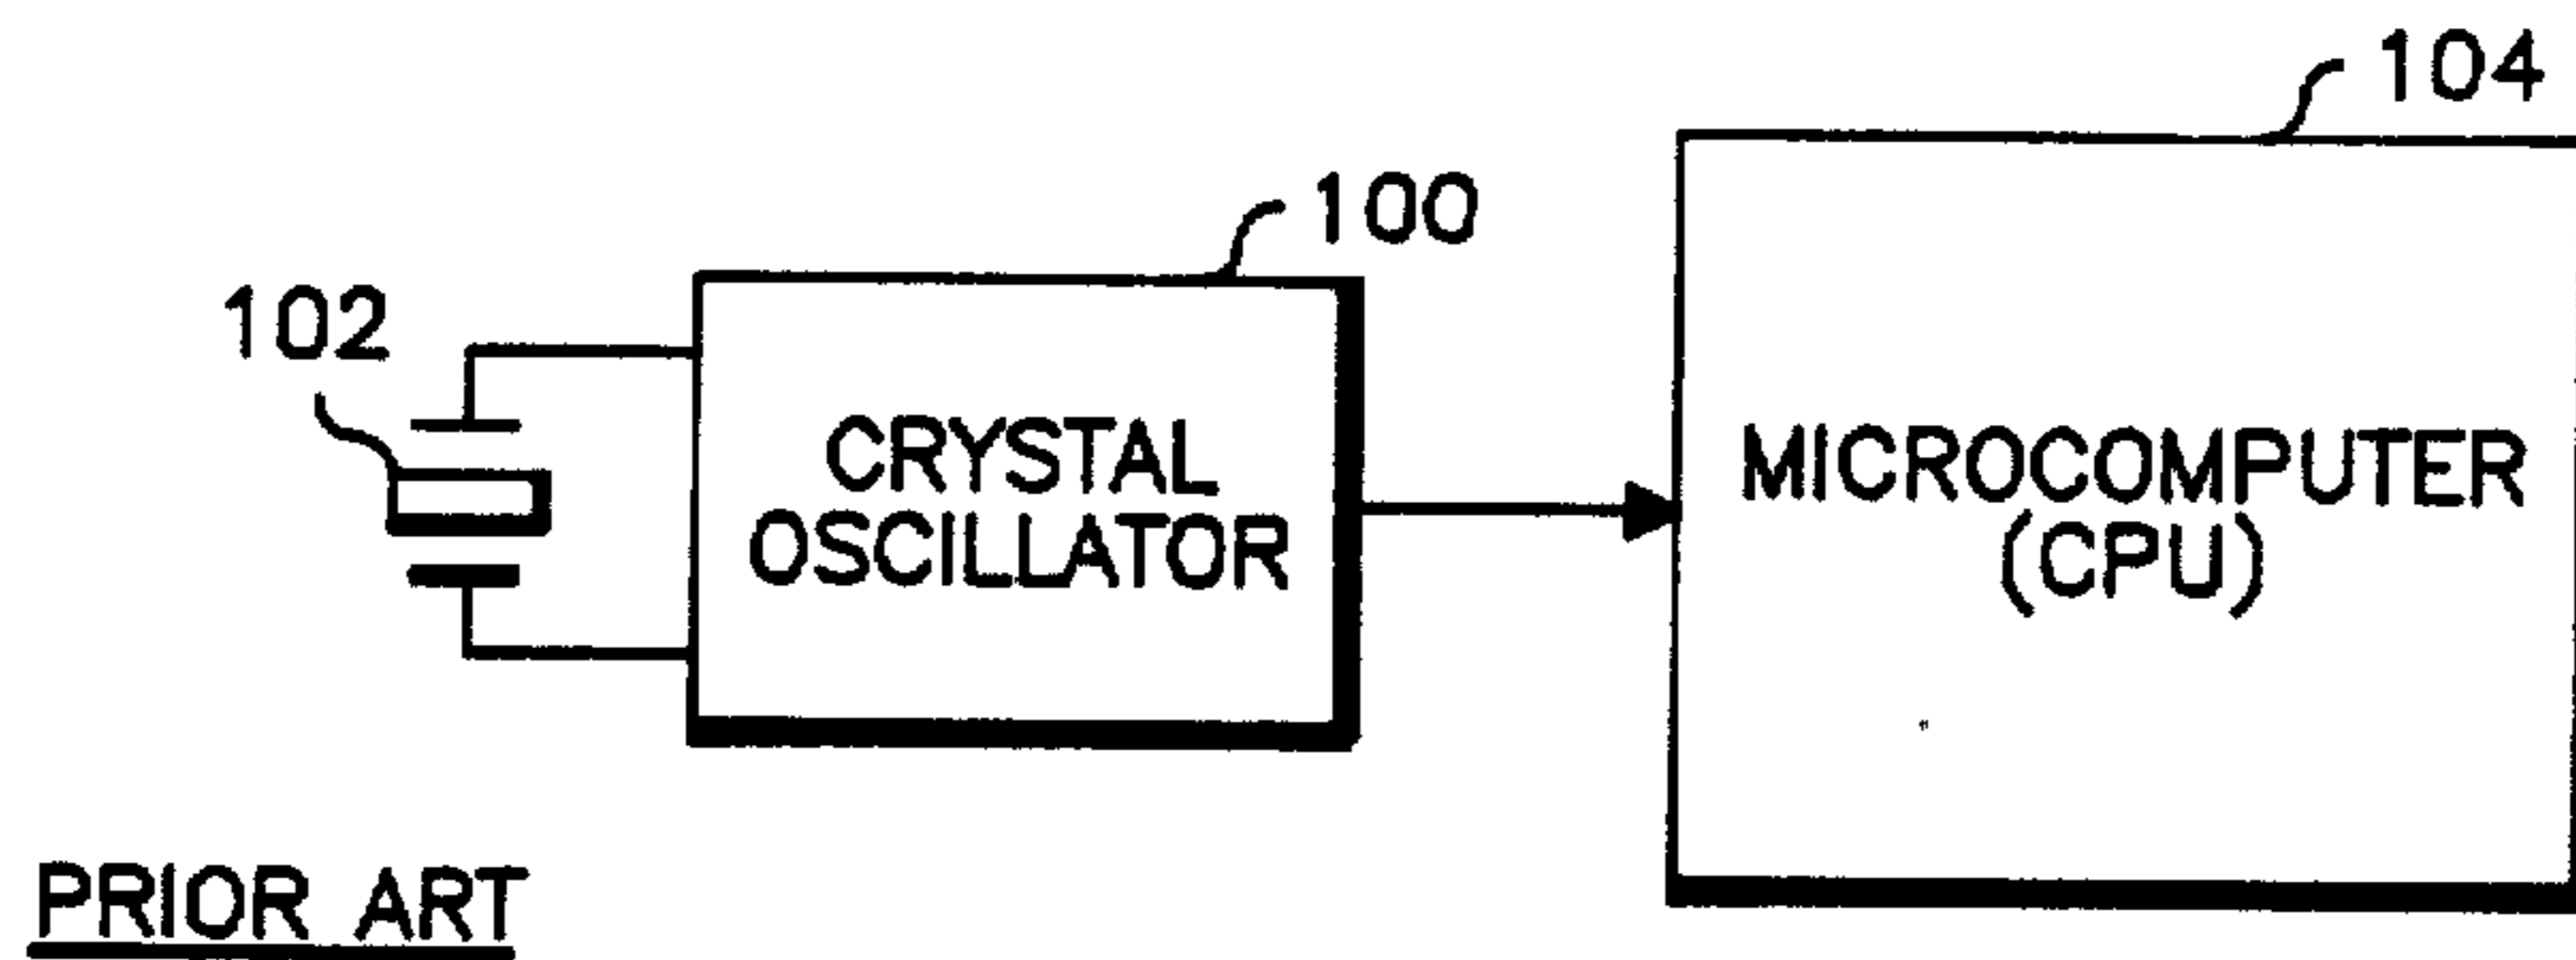 104
100
102
CRYSTAL
OSCILLATOR
MICROCOMPUTER
(CPU)
PRIOR ART